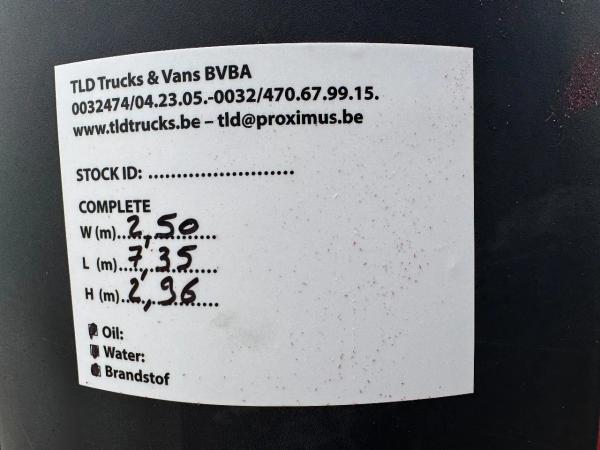 TLD Trucks & Vans BVBA
0032474/04.23.05.-0032/470.67.99.15.
www.tldtrucks.be – tld@proximus.be
STOCK ID: ..........................
COMPLETE
W (m)..2,50......
L (m)..7,35......
H (m)..2,96......
Oil:
Water:
Brandstof